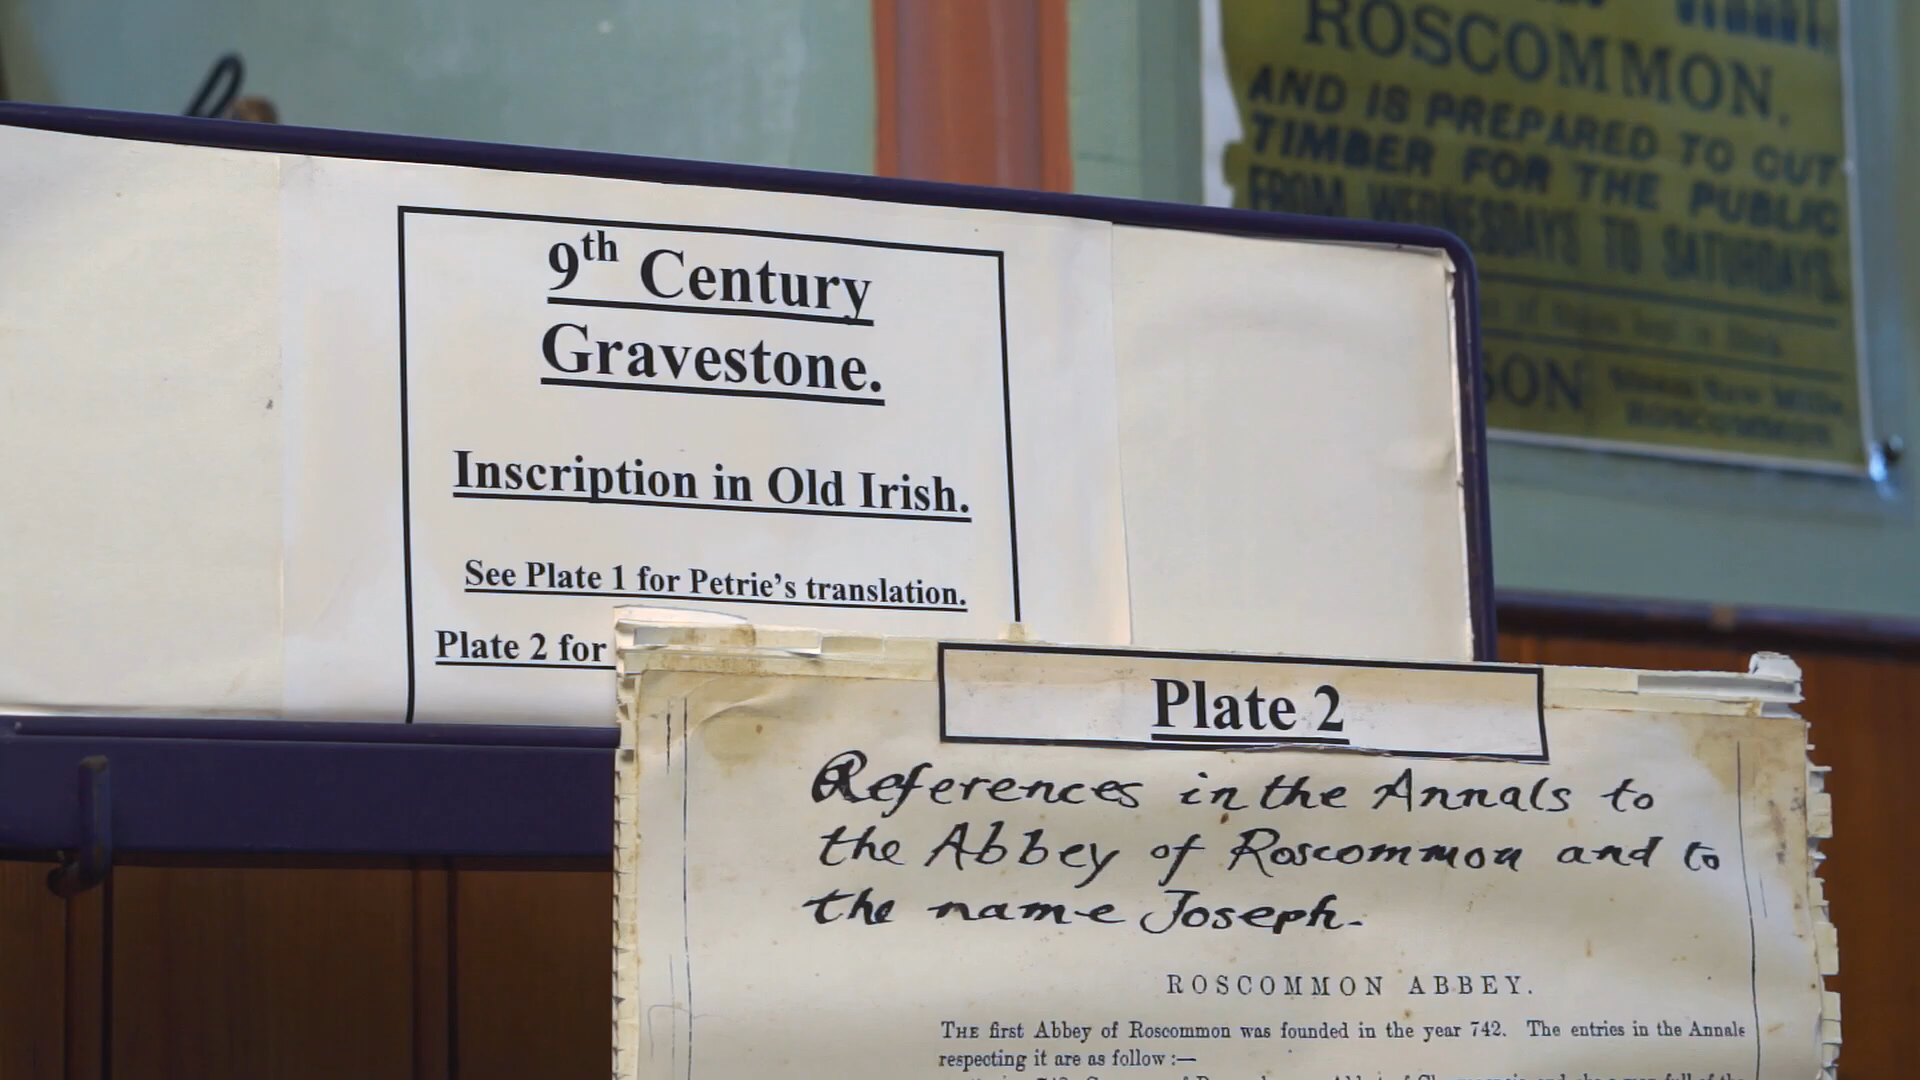 ROSCOMMON.
AND IS PREPARED TO CUT
TIMBER FOR THE PUBLIC
FROM WEDNESDAYS TO SATURDAYS.
SON
ROSCOMMON
9th Century
Gravestone.
Inscription in Old Irish.
See Plate 1 for Petrie's translation.
Plate 2 for
Plate 2
References in the Annals to
the Abbey of Roscommon and to
the name Joseph.
ROSCOMMON ABBEY.
THE first Abbey of Roscommon was founded in the year 742. The entries in the Annals
respecting it are as follow :—